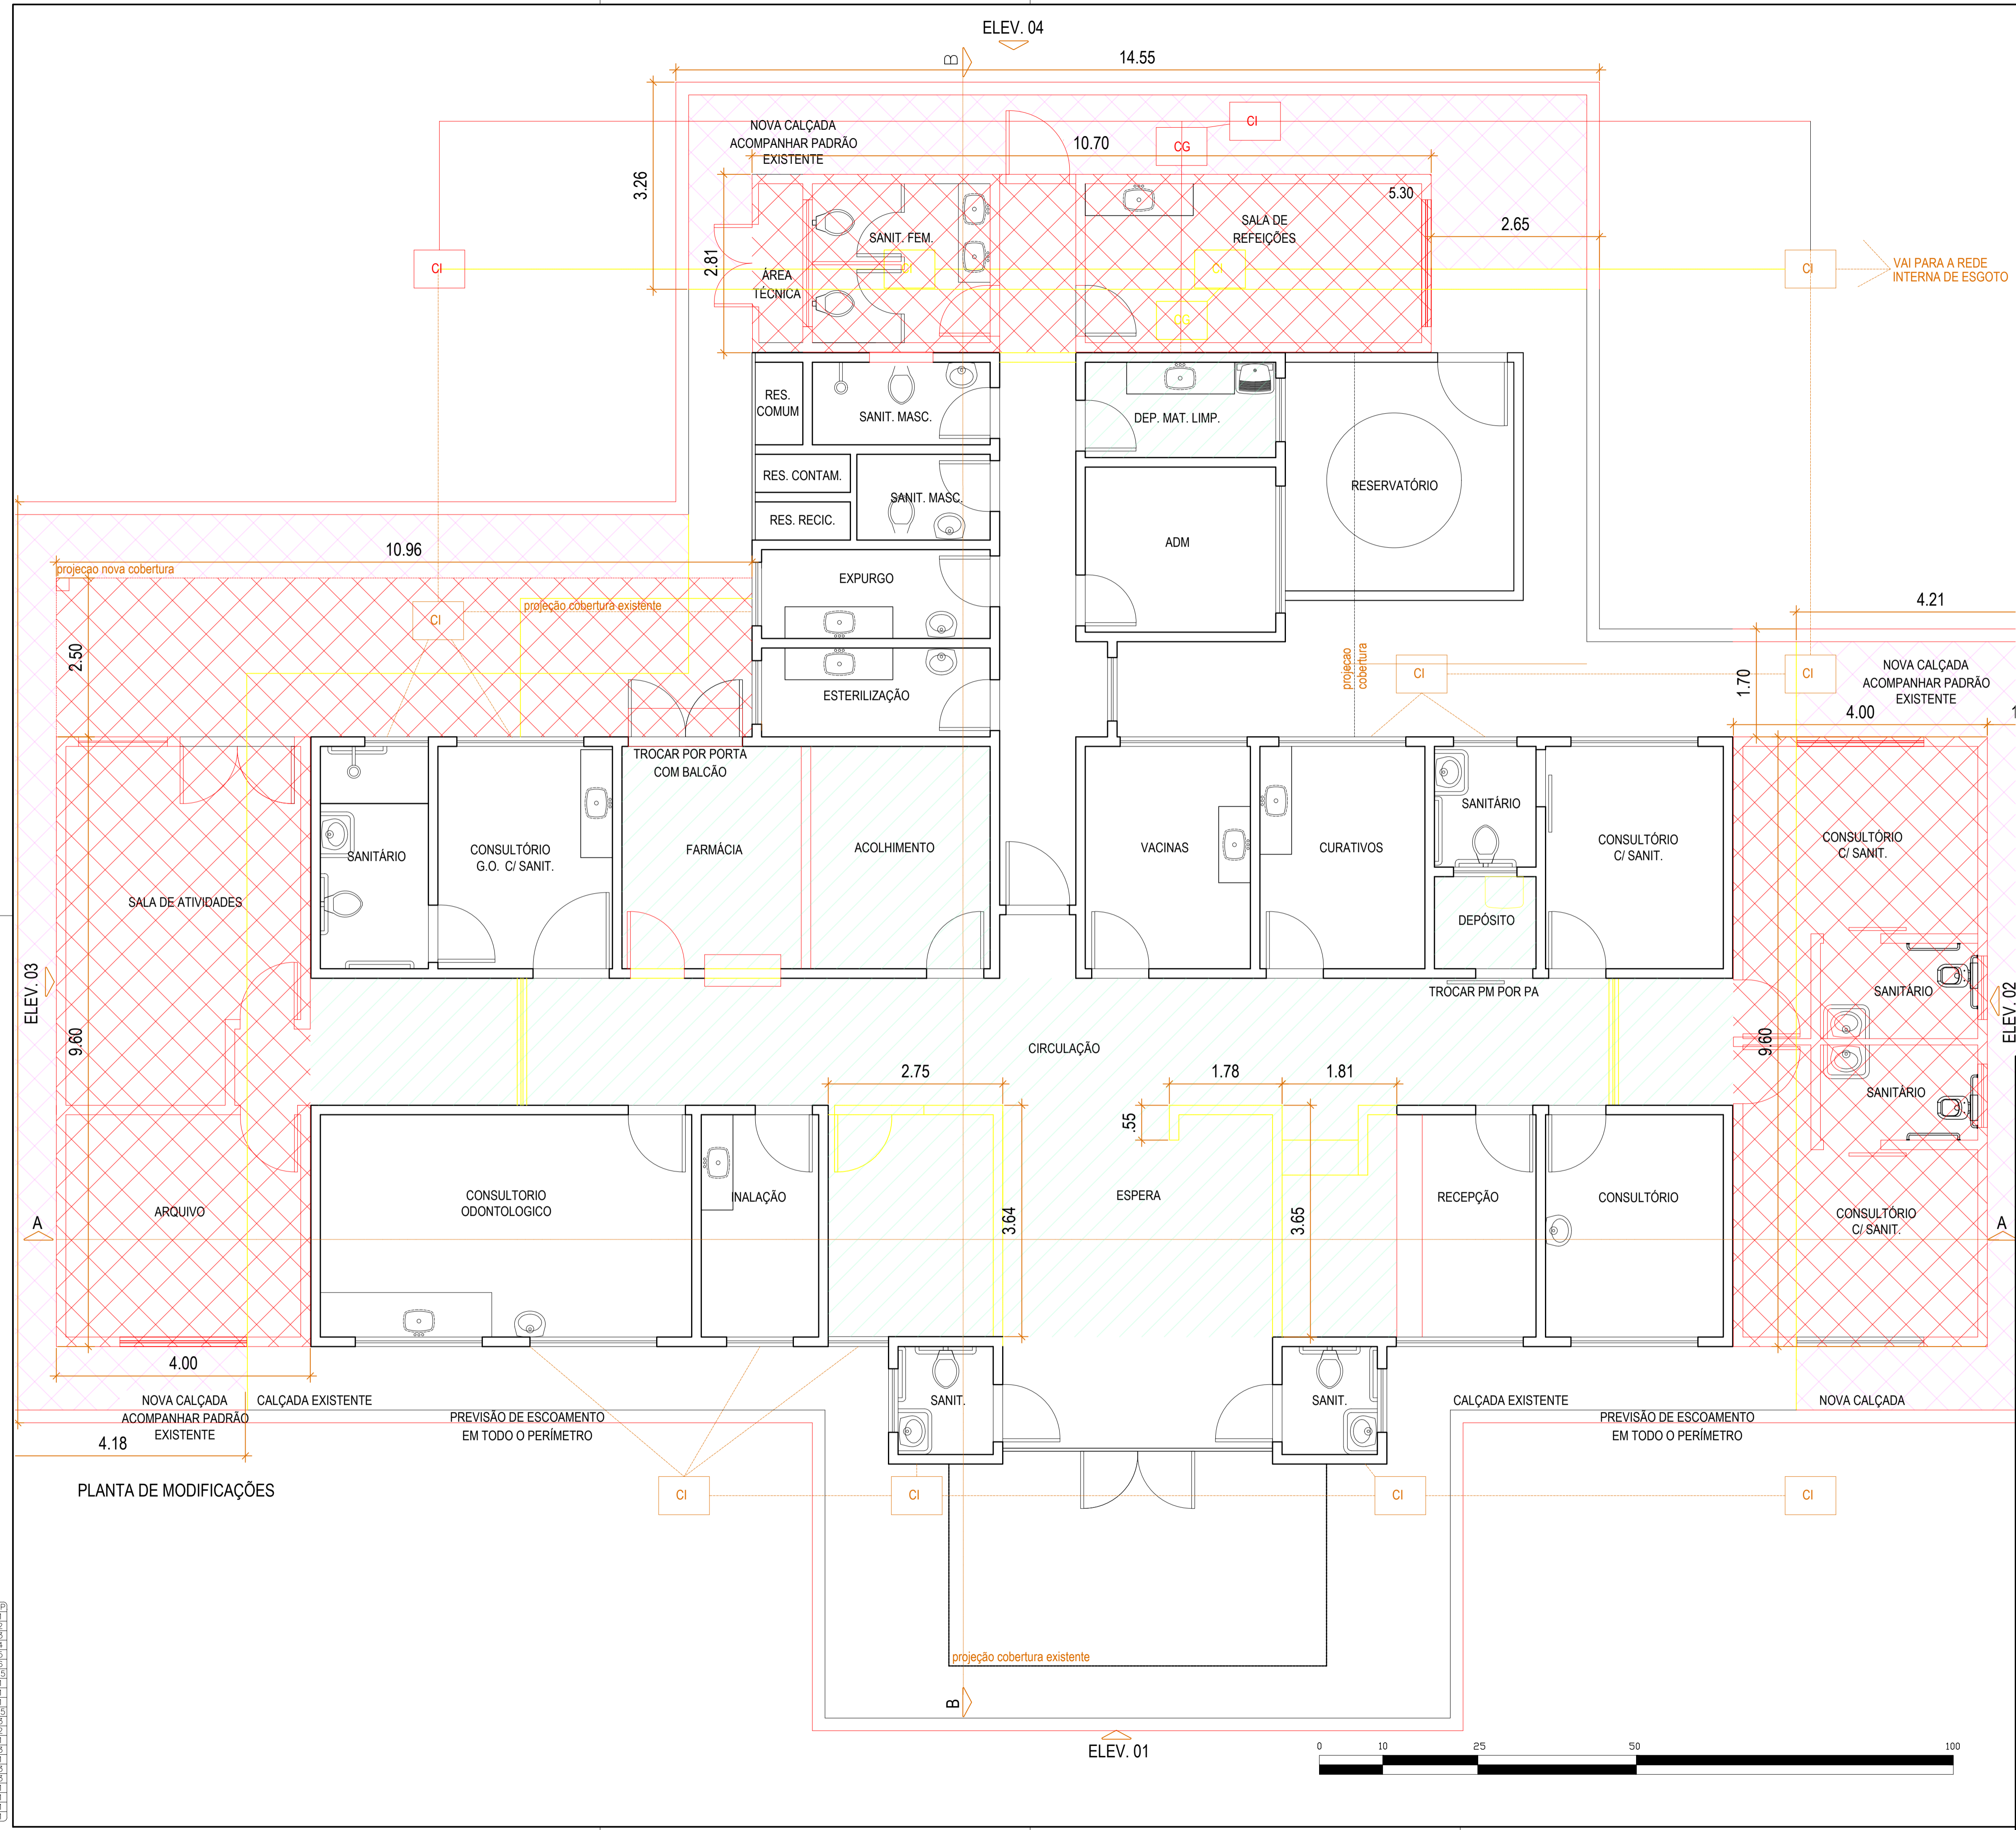 ELEV. 04
B
14.55
NOVA CALÇADA
ACOMPANHAR PADRÃO
EXISTENTE
CI
CG
10.70
3.26
5.30
2.65
SALA DE
REFEIÇÕES
SANIT. FEM.
2.81
ÁREA
TÉCNICA
CI
CI
CI
CI
VAI PARA A REDE
INTERNA DE ESGOTO
CG
RES.
COMUM
SANIT. MASC.
DEP. MAT. LIMP.
RES. CONTAM.
SANIT. MASC.
RESERVATÓRIO
RES. RECIC.
ADM
10.96
projecao nova cobertura
EXPURGO
projeção cobertura existente
CI
4.21
2.50
projecao
cobertura
CI
CI
1.70
NOVA CALÇADA
ACOMPANHAR PADRÃO
EXISTENTE
ESTERILIZAÇÃO
4.00
1
TROCAR POR PORTA
COM BALCÃO
SANITÁRIO
CONSULTÓRIO
C/ SANIT.
CONSULTÓRIO
C/ SANIT.
SANITÁRIO
CONSULTÓRIO
G.O. C/ SANIT.
FARMÁCIA
ACOLHIMENTO
VACINAS
CURATIVOS
SALA DE ATIVIDADES
DEPÓSITO
ELEV. 03
TROCAR PM POR PA
SANITÁRIO
ELEV. 02
9.60
CIRCULAÇÃO
9.60
2.75
1.78
1.81
SANITÁRIO
.55
CONSULTORIO
ODONTOLOGICO
INALAÇÃO
ESPERA
RECEPÇÃO
CONSULTÓRIO
ARQUIVO
CONSULTÓRIO
C/ SANIT.
A
3.64
3.65
A
4.00
NOVA CALÇADA
ACOMPANHAR PADRÃO
EXISTENTE
CALÇADA EXISTENTE
SANIT.
SANIT.
CALÇADA EXISTENTE
NOVA CALÇADA
PREVISÃO DE ESCOAMENTO
EM TODO O PERÍMETRO
PREVISÃO DE ESCOAMENTO
EM TODO O PERÍMETRO
4.18
PLANTA DE MODIFICAÇÕES
CI
CI
CI
CI
projeção cobertura existente
B
ELEV. 01
0
10
25
50
100